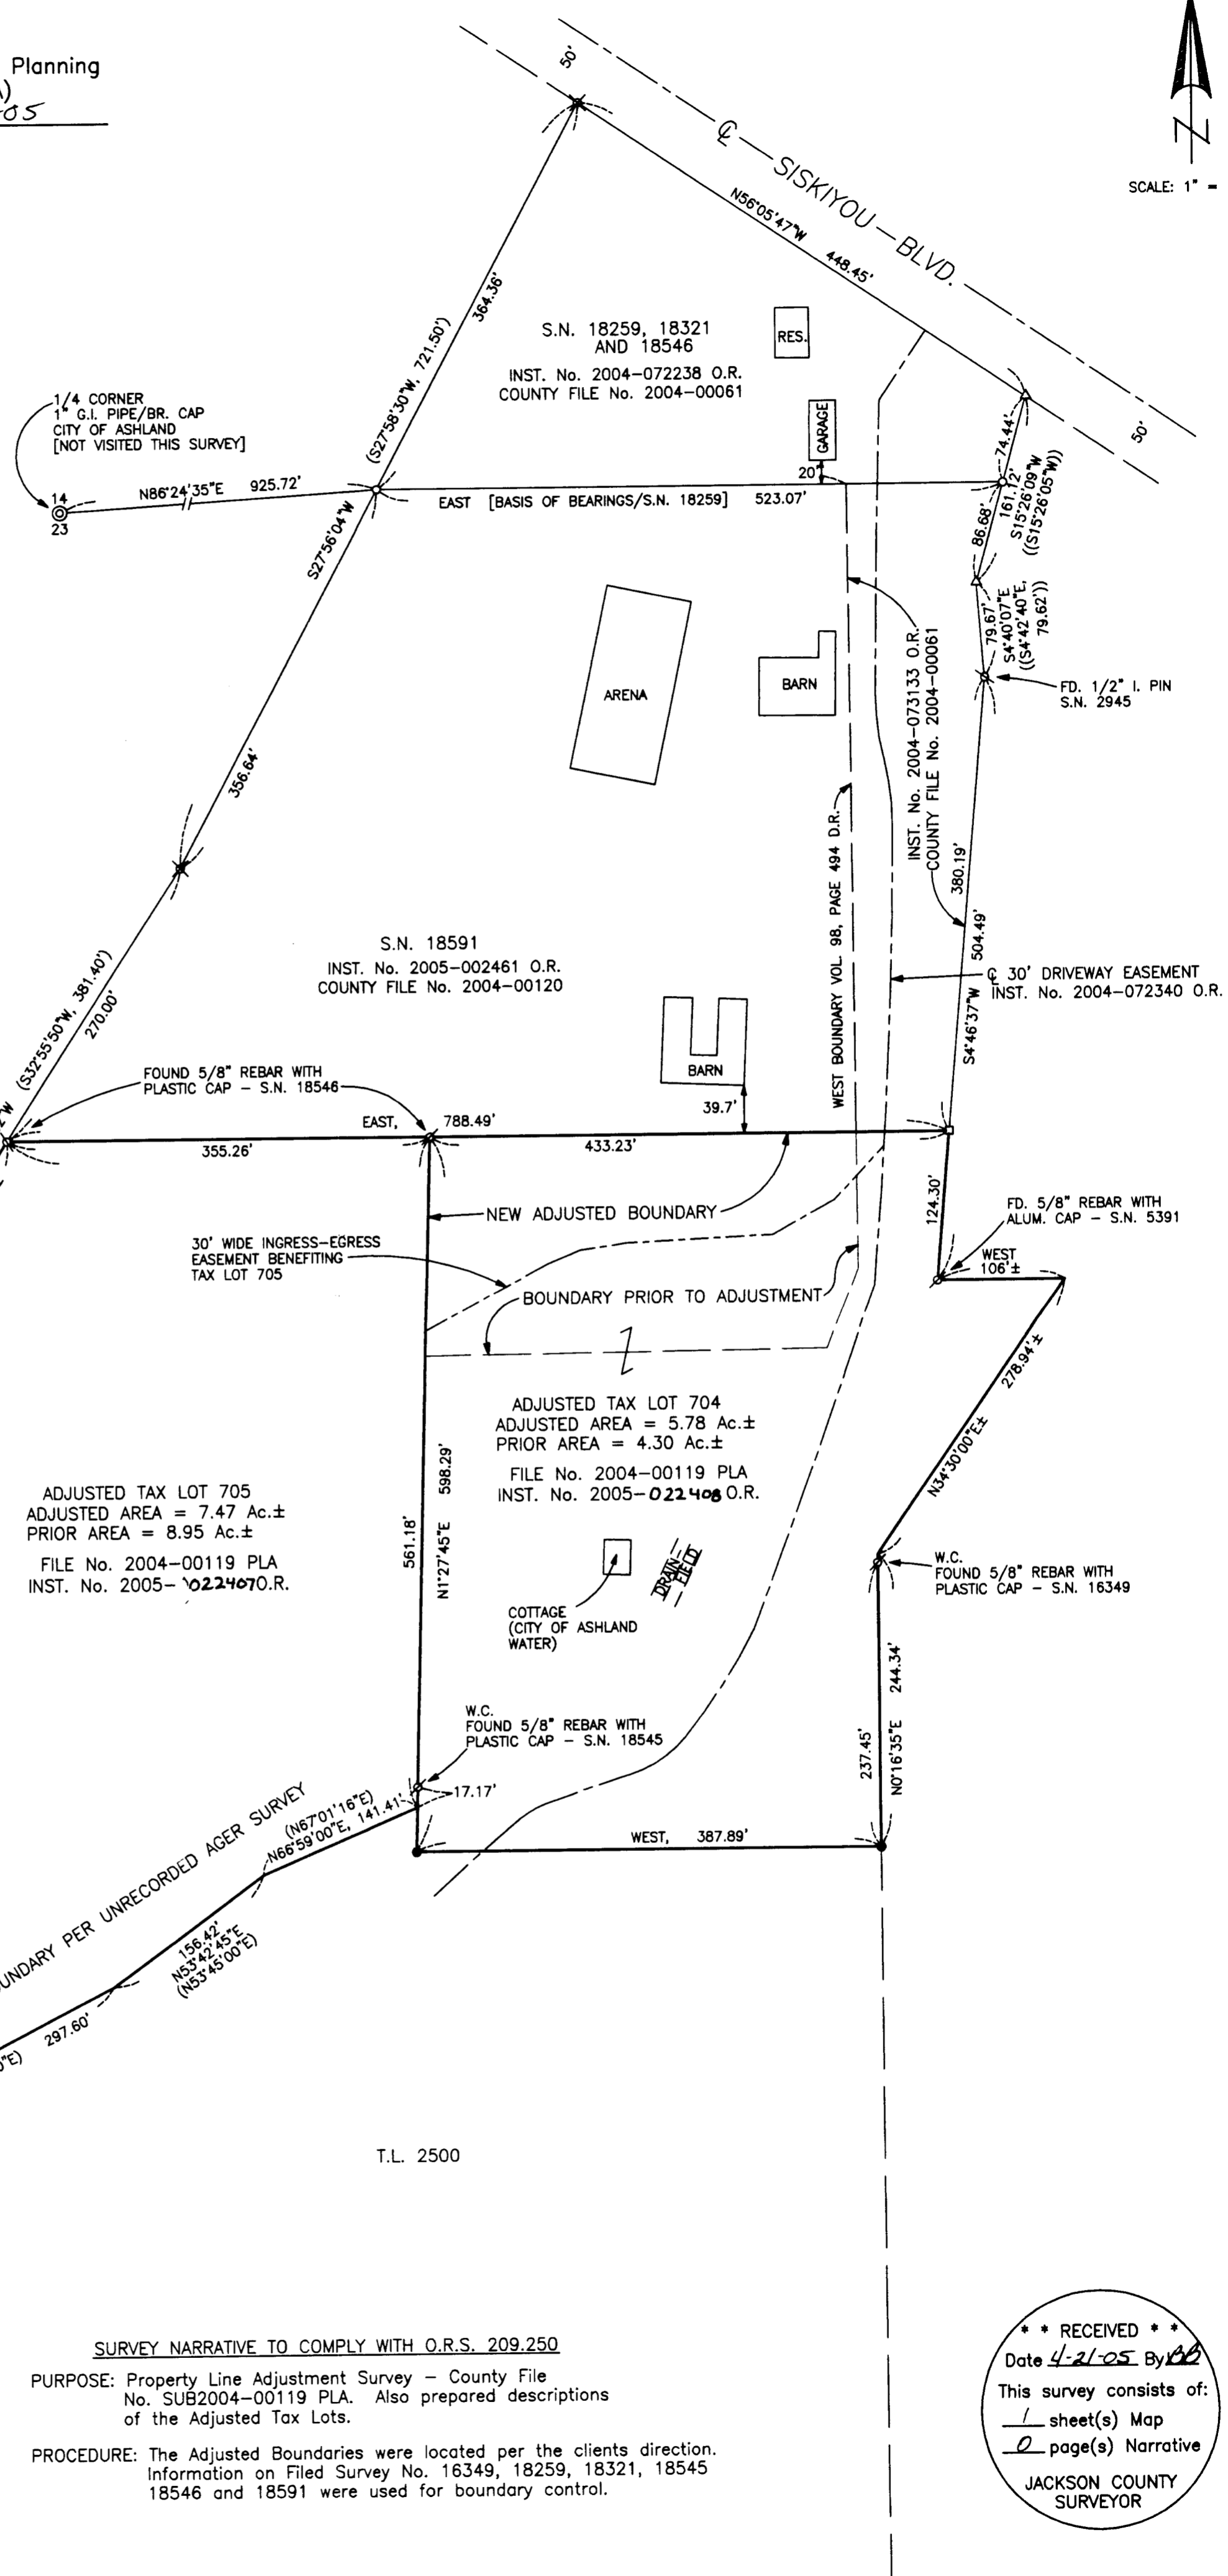 Planning
05
50'
℄ SISKIYOU BLVD.
N
SCALE: 1" =
N56°05'47"W 448.45'
50'
364.36'
(S27°58'30"W, 721.50')
S.N. 18259, 18321
AND 18546
INST. No. 2004-072238 O.R.
COUNTY FILE No. 2004-00061
RES.
GARAGE
20'
1/4 CORNER
1" G.I. PIPE/BR. CAP
CITY OF ASHLAND
[NOT VISITED THIS SURVEY]
14
23
N86°24'35"E 925.72'
EAST [BASIS OF BEARINGS/S.N. 18259] 523.07'
74.44'
161.12'
S15°26'09"W
((S15°26'05"W))
86.68'
S27°56'04"W
79.67'
S4°40'07"E
((S4°42'40"E,
79.62'))
FD. 1/2" I. PIN
S.N. 2945
ARENA
BARN
INST. No. 2004-073133 O.R.
COUNTY FILE No. 2004-00061
356.64'
WEST BOUNDARY VOL. 98, PAGE 494 D.R.
380.19'
504.49'
S4°46'37"W
S.N. 18591
INST. No. 2005-002461 O.R.
COUNTY FILE No. 2004-00120
℄ 30' DRIVEWAY EASEMENT
INST. No. 2004-072340 O.R.
(S32°55'50"W, 381.40')
270.00'
2"W
BARN
39.7'
FOUND 5/8" REBAR WITH
PLASTIC CAP - S.N. 18546
EAST, 788.49'
355.26'
433.23'
124.30'
FD. 5/8" REBAR WITH
ALUM. CAP - S.N. 5391
WEST
106'±
NEW ADJUSTED BOUNDARY
30' WIDE INGRESS-EGRESS
EASEMENT BENEFITING
TAX LOT 705
BOUNDARY PRIOR TO ADJUSTMENT
278.94'±
N34°30'00"E±
ADJUSTED TAX LOT 704
ADJUSTED AREA = 5.78 Ac.±
PRIOR AREA = 4.30 Ac.±
FILE No. 2004-00119 PLA
INST. No. 2005-022408 O.R.
ADJUSTED TAX LOT 705
ADJUSTED AREA = 7.47 Ac.±
PRIOR AREA = 8.95 Ac.±
FILE No. 2004-00119 PLA
INST. No. 2005-022407 O.R.
561.18'
N1°27'45"E 598.29'
COTTAGE
(CITY OF ASHLAND
WATER)
DRAIN-
FIELD
W.C.
FOUND 5/8" REBAR WITH
PLASTIC CAP - S.N. 16349
237.45'
N0°16'35"E 244.34'
W.C.
FOUND 5/8" REBAR WITH
PLASTIC CAP - S.N. 18545
17.17'
(N67°01'16"E)
N66°59'00"E, 141.41'
WEST, 387.89'
UNDARY PER UNRECORDED AGER SURVEY
156.42'
N53°42'45"E
(N53°45'00"E)
297.60'
0"E)
T.L. 2500
SURVEY NARRATIVE TO COMPLY WITH O.R.S. 209.250
PURPOSE: Property Line Adjustment Survey - County File
No. SUB2004-00119 PLA. Also prepared descriptions
of the Adjusted Tax Lots.
PROCEDURE: The Adjusted Boundaries were located per the clients direction.
Information on Filed Survey No. 16349, 18259, 18321, 18545
18546 and 18591 were used for boundary control.
* * RECEIVED * *
Date 4-21-05 By BB
This survey consists of:
1 sheet(s) Map
0 page(s) Narrative
JACKSON COUNTY
SURVEYOR